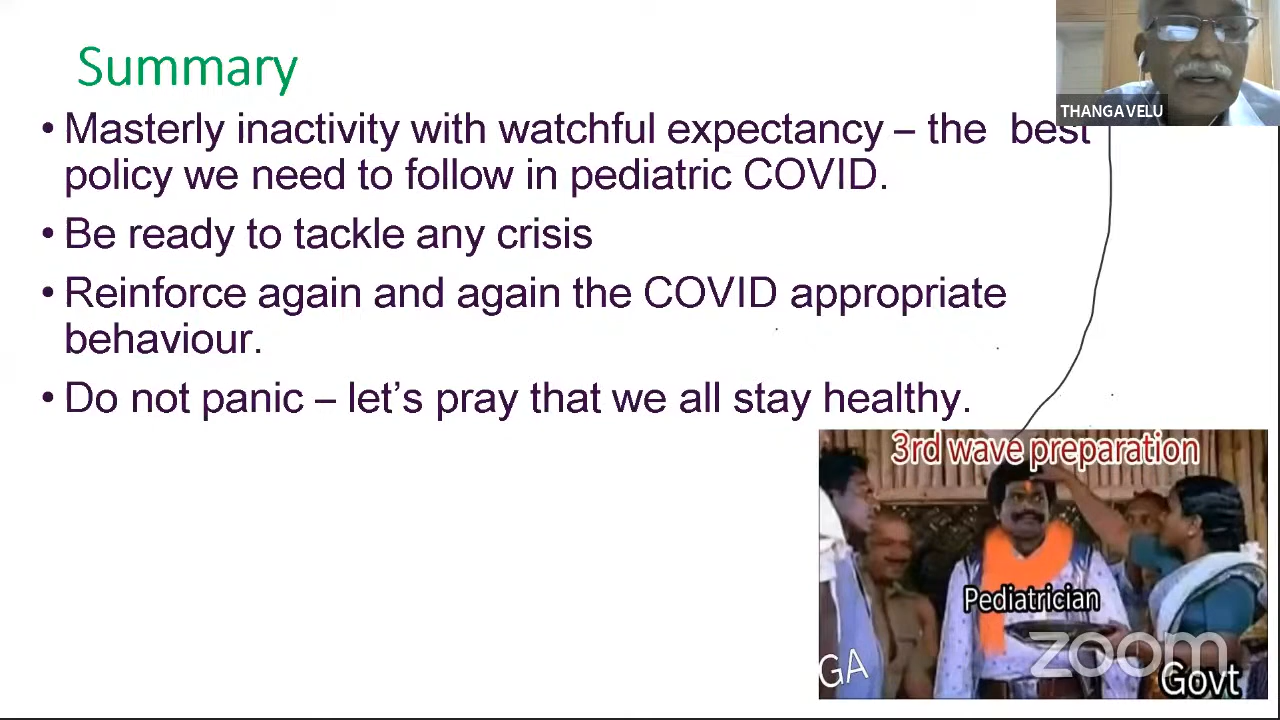 Summary
THANGAVELU
• Masterly inactivity with watchful expectancy – the best
policy we need to follow in pediatric COVID.
• Be ready to tackle any crisis
• Reinforce again and again the COVID appropriate
behaviour.
• Do not panic – let's pray that we all stay healthy.
3rd wave preparation
Pediatrician
zoom
GA
Govt